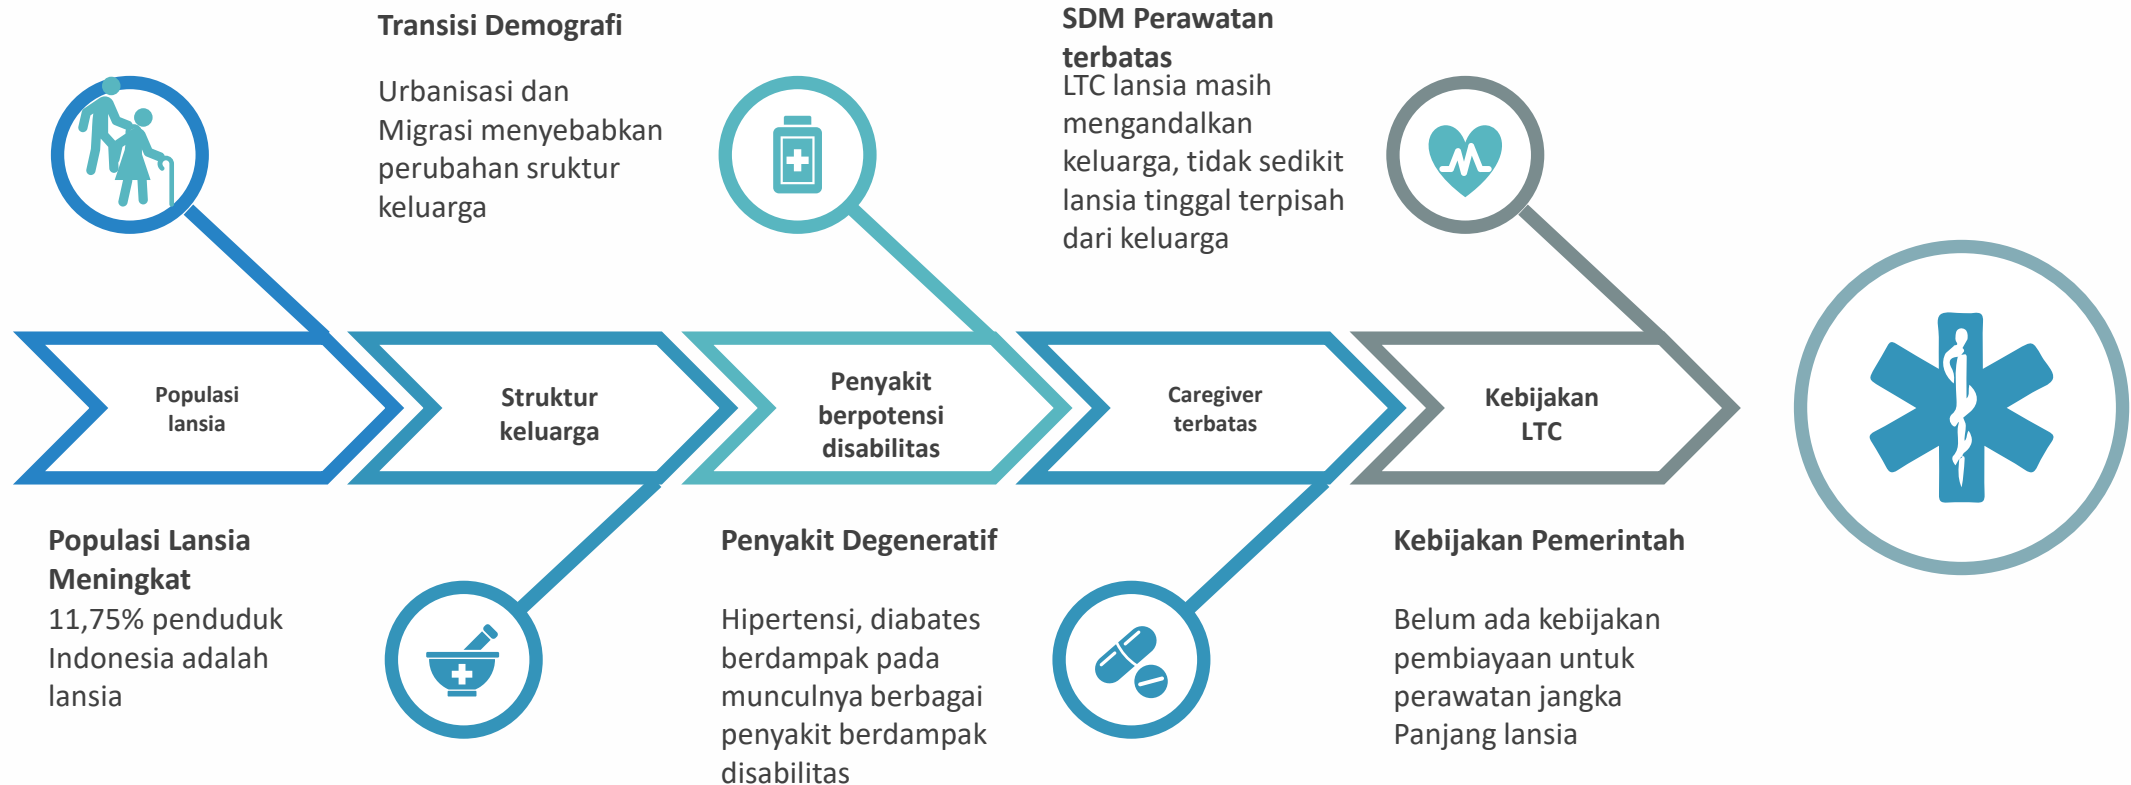 Transisi Demografi
Urbanisasi dan
Migrasi menyebabkan
perubahan sruktur
keluarga
SDM Perawatan
terbatas
LTC lansia masih
mengandalkan
keluarga, tidak sedikit
lansia tinggal terpisah
dari keluarga
Populasi
lansia
Struktur
keluarga
Penyakit
berpotensi
disabilitas
Caregiver
terbatas
Kebijakan
LTC
Populasi Lansia
Meningkat
11,75% penduduk
Indonesia adalah
lansia
Penyakit Degeneratif
Hipertensi, diabates
berdampak pada
munculnya berbagai
penyakit berdampak
disabilitas
Kebijakan Pemerintah
Belum ada kebijakan
pembiayaan untuk
perawatan jangka
Panjang lansia